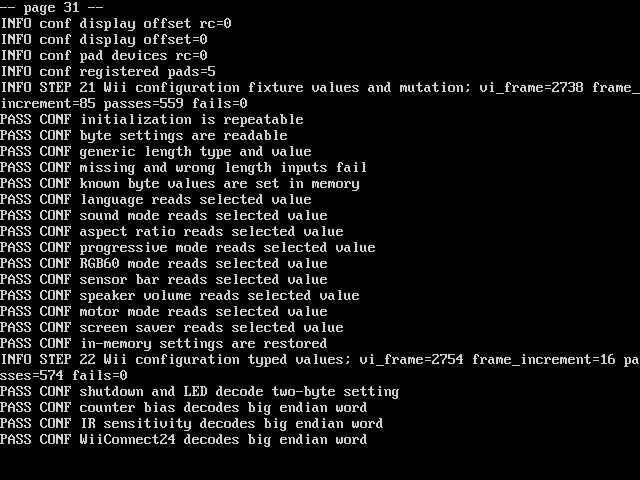 -- page 31 --
INFO conf display offset rc=0
INFO conf display offset=0
INFO conf pad devices rc=0
INFO conf registered pads=5
INFO STEP 21 Wii configuration fixture values and mutation; vi_frame=2738 frame_
increment=85 passes=559 fails=0
PASS CONF initialization is repeatable
PASS CONF byte settings are readable
PASS CONF generic length type and value
PASS CONF missing and wrong length inputs fail
PASS CONF known byte values are set in memory
PASS CONF language reads selected value
PASS CONF sound mode reads selected value
PASS CONF aspect ratio reads selected value
PASS CONF progressive mode reads selected value
PASS CONF RGB60 mode reads selected value
PASS CONF sensor bar reads selected value
PASS CONF speaker volume reads selected value
PASS CONF motor mode reads selected value
PASS CONF screen saver reads selected value
PASS CONF in-memory settings are restored
INFO STEP 22 Wii configuration typed values; vi_frame=2754 frame_increment=16 pa
sses=574 fails=0
PASS CONF shutdown and LED decode two-byte setting
PASS CONF counter bias decodes big endian word
PASS CONF IR sensitivity decodes big endian word
PASS CONF WiiConnect24 decodes big endian word